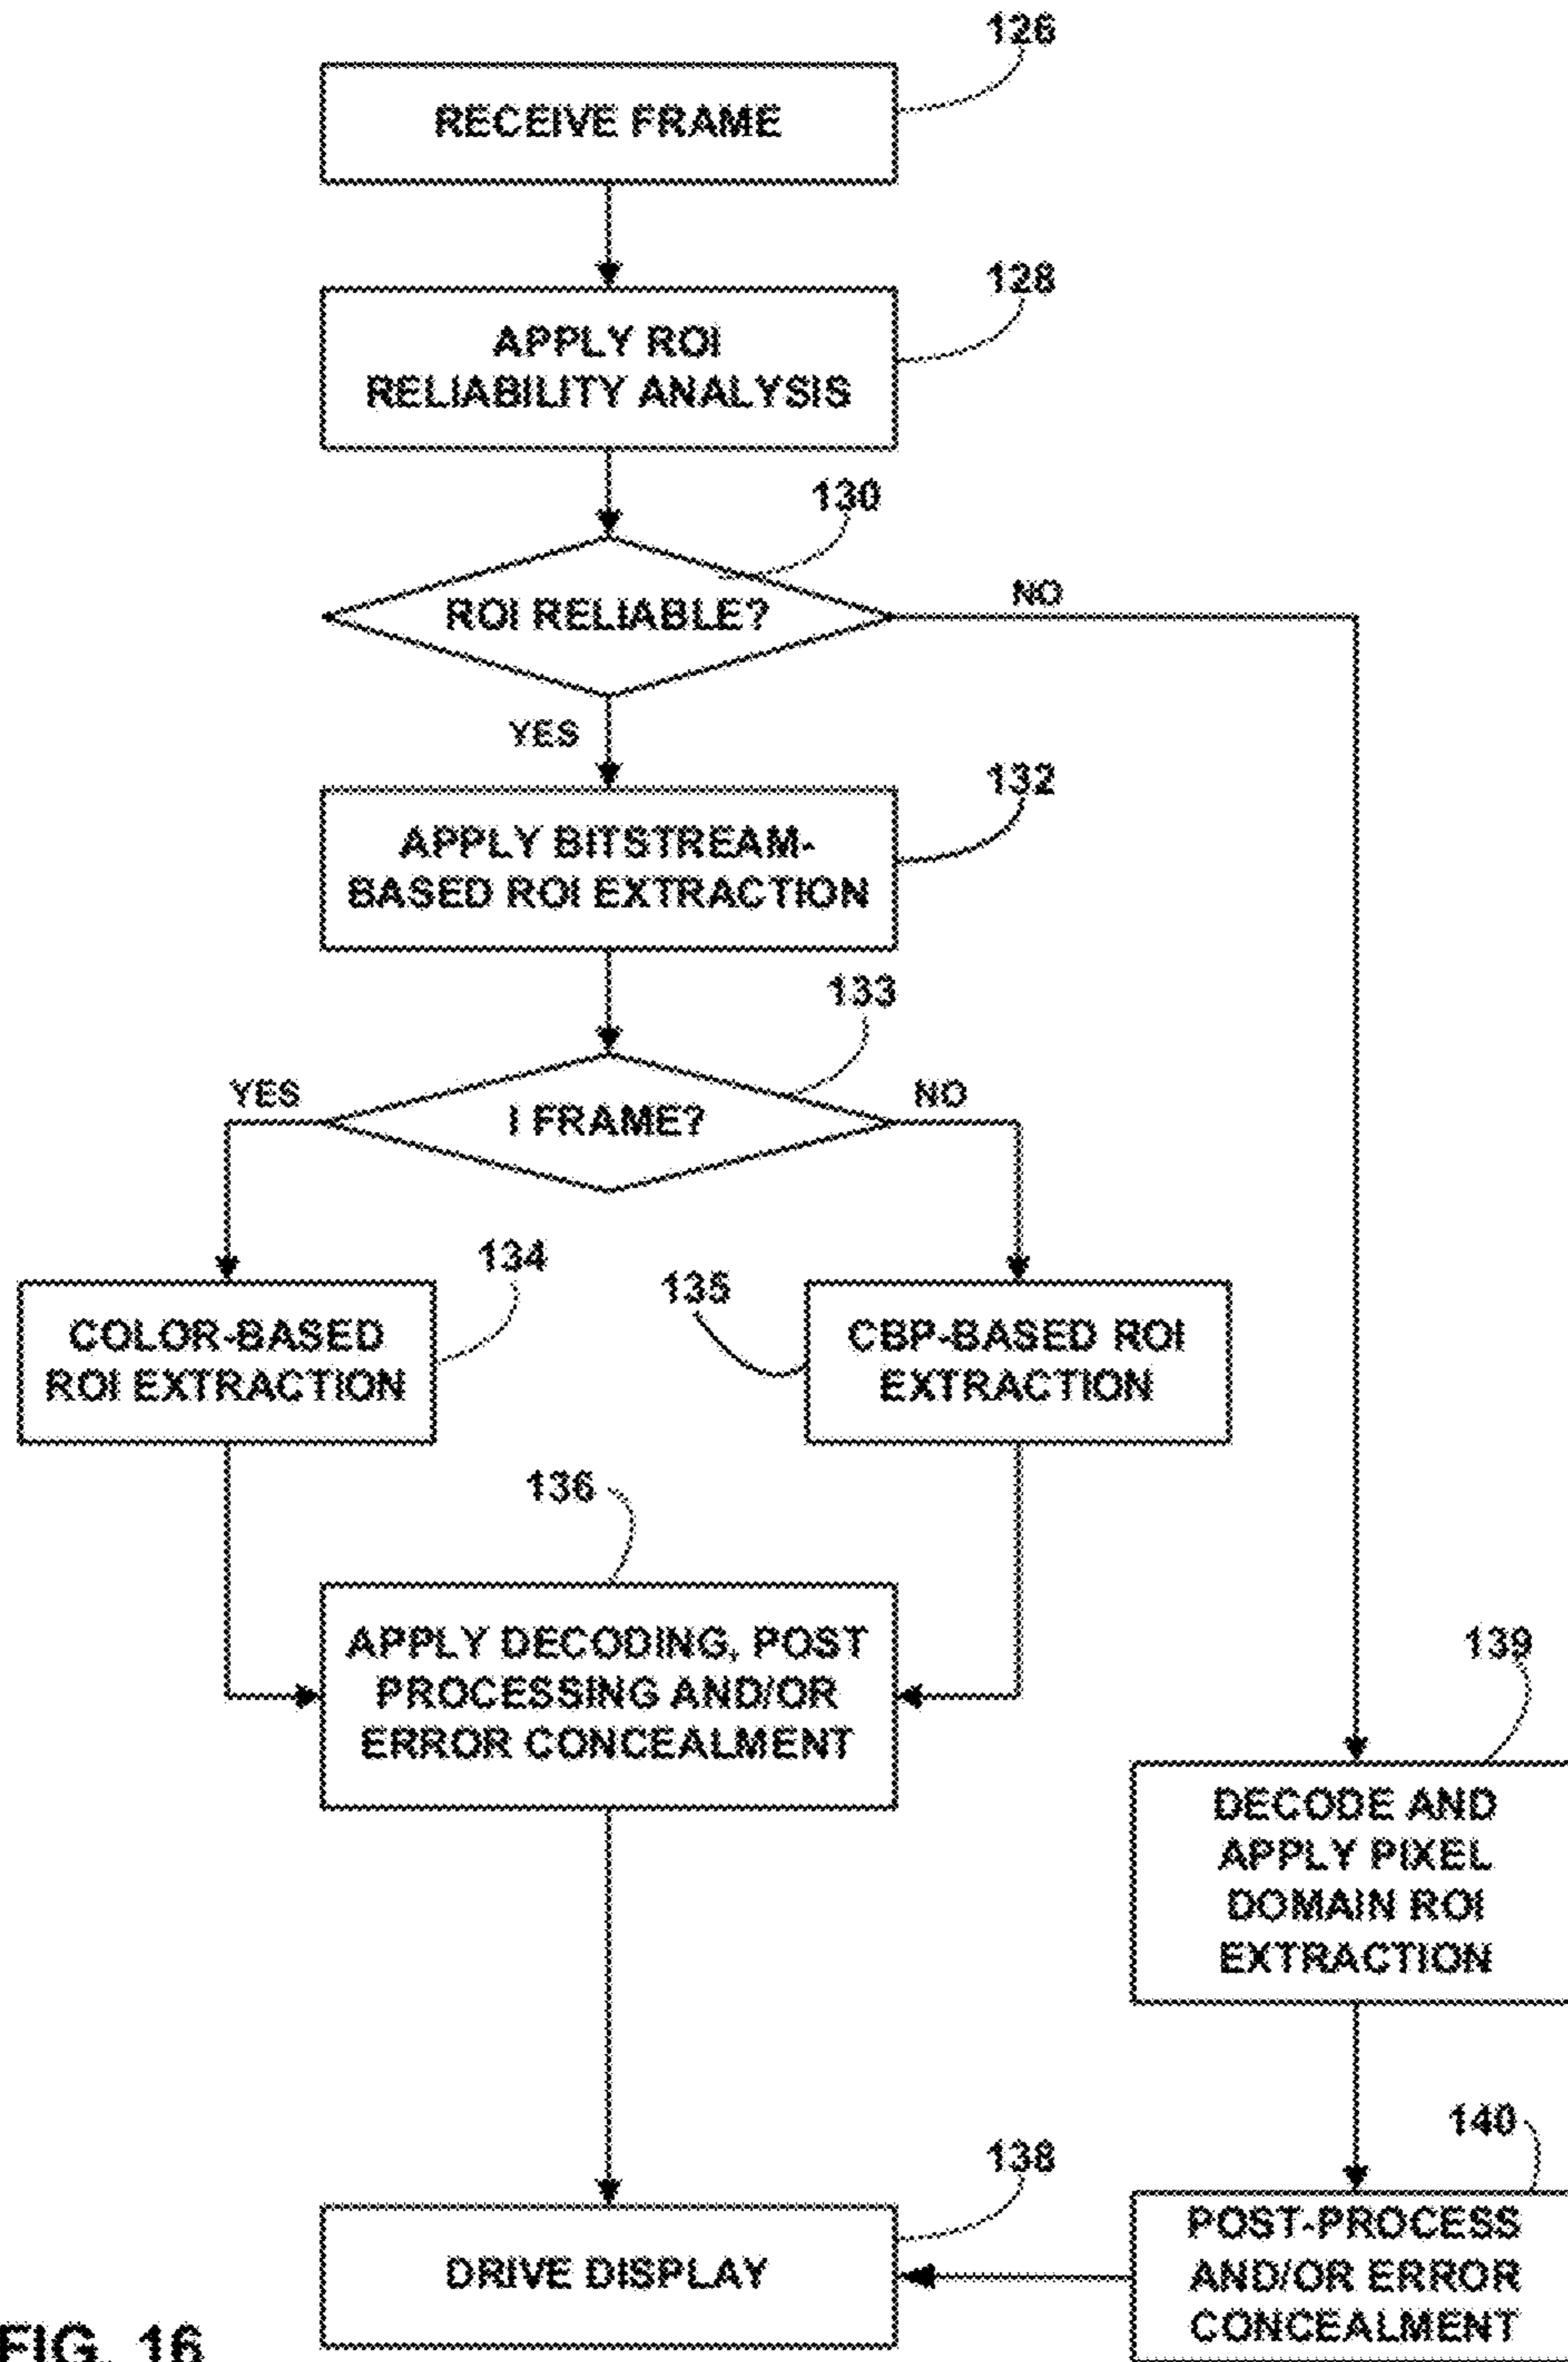 126
RECEIVE FRAME
128
APPLY ROI
RELIABILITY ANALYSIS
130
ROI RELIABLE?
NO
YES
132
APPLY BITSTREAM-
BASED ROI EXTRACTION
133
YES
I FRAME?
NO
134
COLOR-BASED
ROI EXTRACTION
135
CBP-BASED ROI
EXTRACTION
136
APPLY DECODING, POST
PROCESSING AND/OR
ERROR CONCEALMENT
139
DECODE AND
APPLY PIXEL
DOMAIN ROI
EXTRACTION
138
DRIVE DISPLAY
140
POST-PROCESS
AND/OR ERROR
CONCEALMENT
FIG. 16